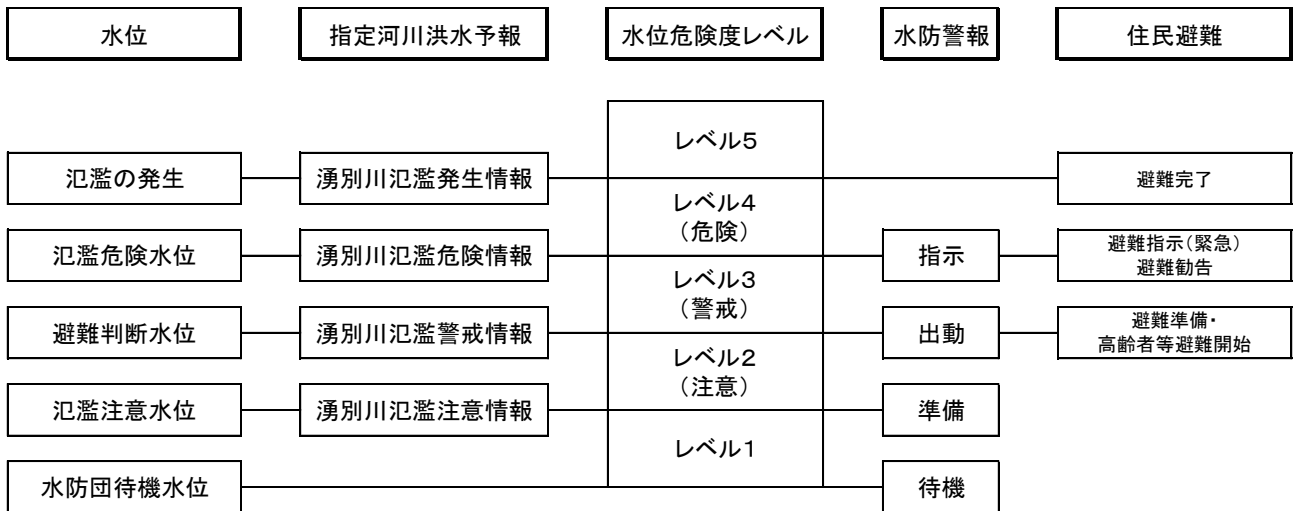 水位
指定河川洪水予報
水位危険度レベル
水防警報
住民避難
レベル5
氾濫の発生
湧別川氾濫発生情報
避難完了
レベル4
（危険）
氾濫危険水位
湧別川氾濫危険情報
指示
避難指示（緊急）
避難勧告
レベル3
（警戒）
避難判断水位
湧別川氾濫警戒情報
出動
避難準備・
高齢者等避難開始
レベル2
（注意）
氾濫注意水位
湧別川氾濫注意情報
準備
レベル1
水防団待機水位
待機